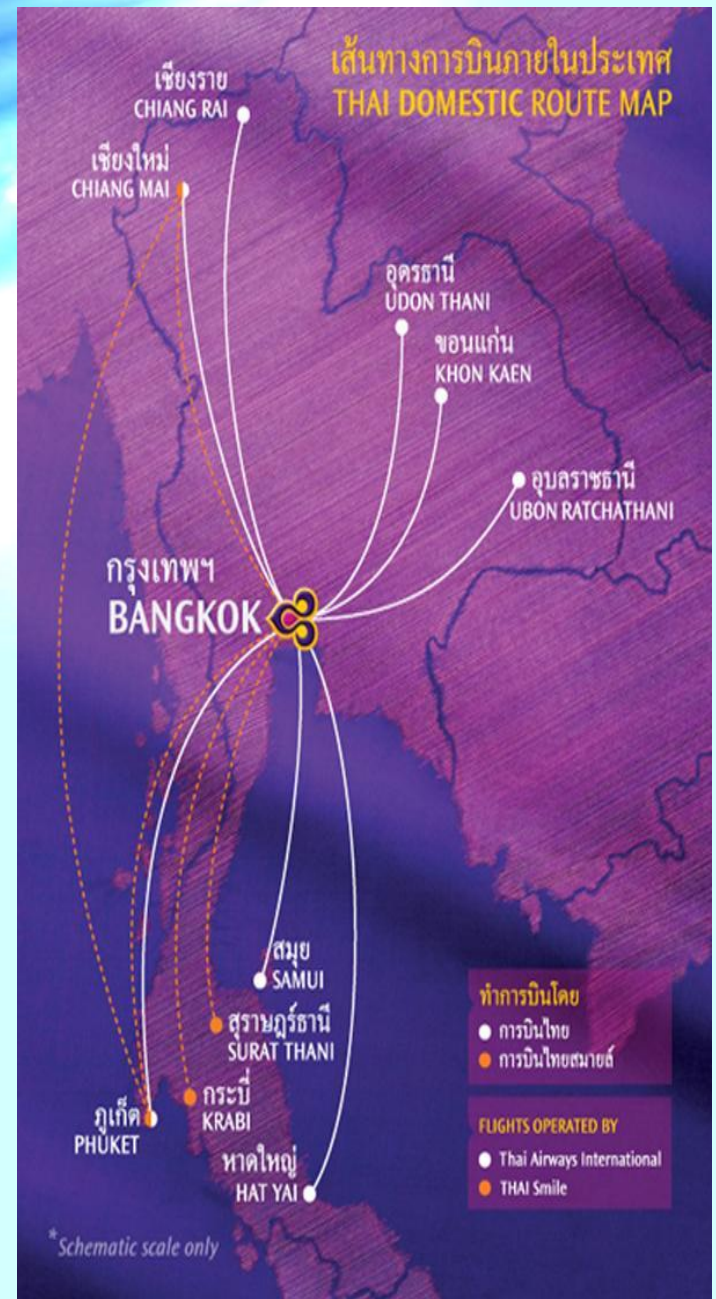 เส้นทางการบินภายในประเทศ
THAI DOMESTIC ROUTE MAP
เชียงราย
CHIANG RAI
เชียงใหม่
CHIANG MAI
อุดรธานี
UDON THANI
ขอนแก่น
KHON KAEN
อุบลราชธานี
UBON RATCHATHANI
กรุงเทพฯ
BANGKOK
สมุย
SAMUI
สุราษฎร์ธานี
SURAT THANI
กระบี่
KRABI
ภูเก็ต
PHUKET
หาดใหญ่
HAT YAI
ทำการบินโดย
การบินไทย
การบินไทยสมายล์
FLIGHTS OPERATED BY
Thai Airways International
THAI Smile
*Schematic scale only